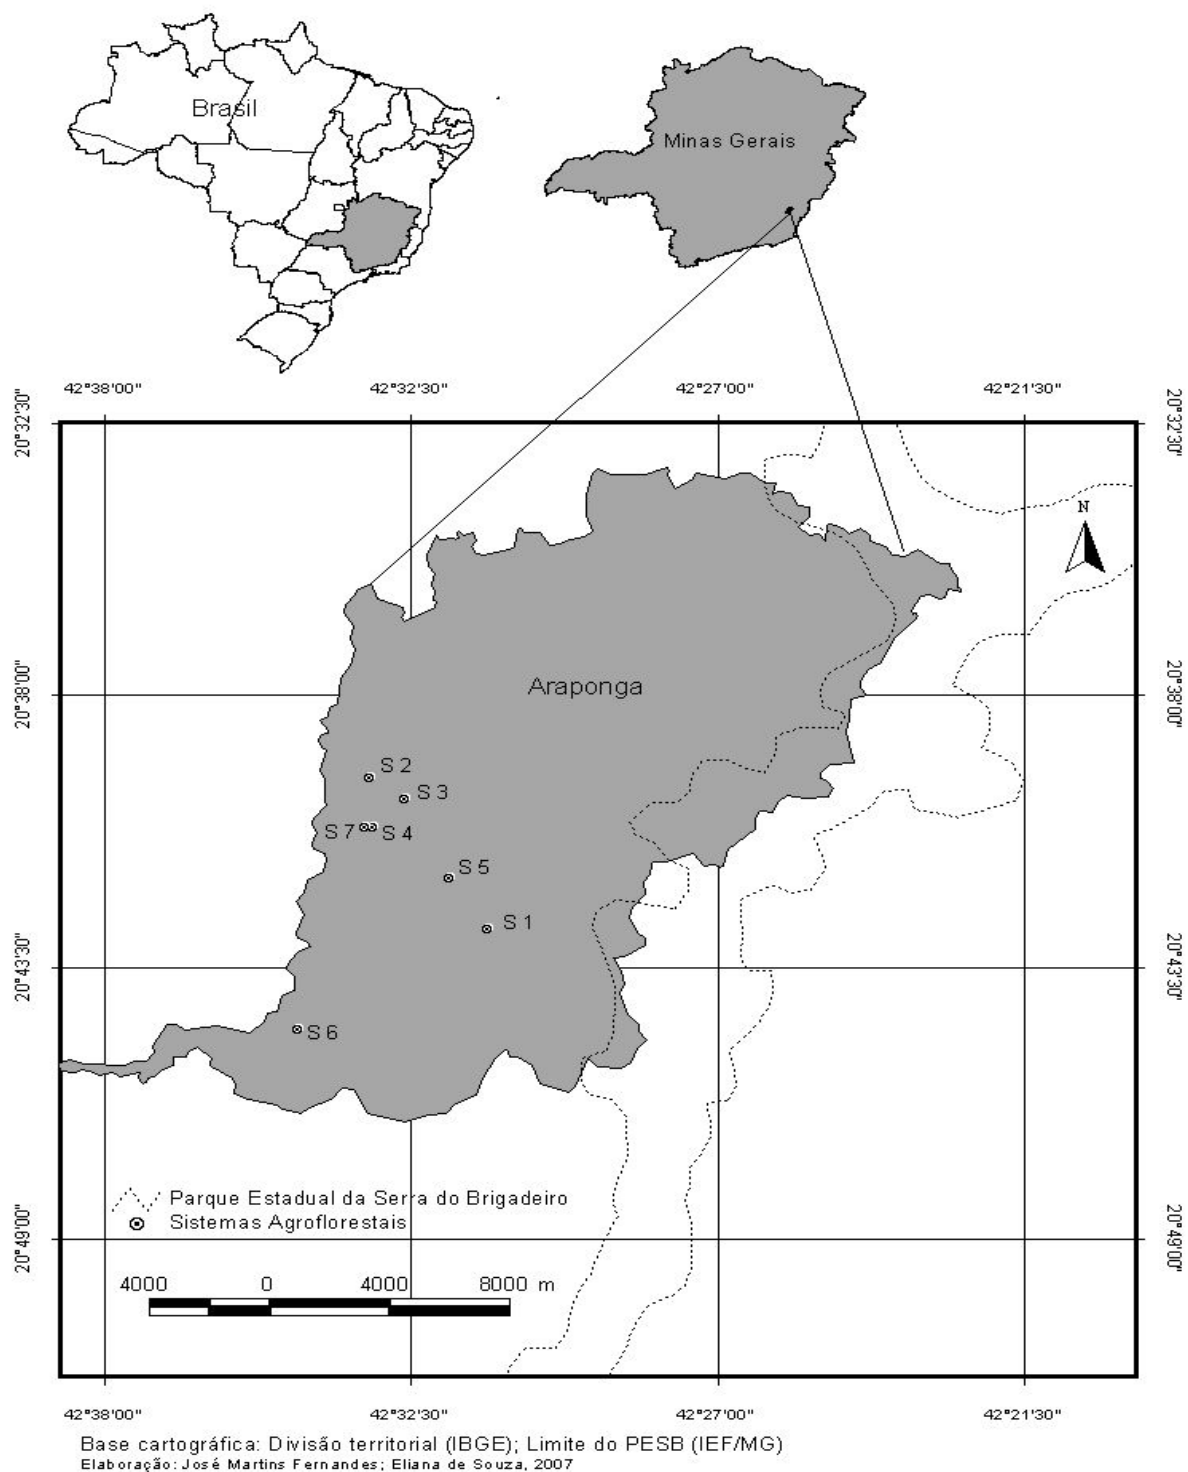 Brasil
Minas Gerais
42°38'00" 42°32'30" 42°27'00" 42°21'30"
20°32'30" 20°32'30"
N
Araponga
20°38'00" 20°38'00"
S 2
S 3
S 7 S 4
S 5
S 1
20°43'30" 20°43'30"
S 6
Parque Estadual da Serra do Brigadeiro
Sistemas Agroflorestais
20°49'00" 20°49'00"
4000 0 4000 8000 m
42°38'00" 42°32'30" 42°27'00" 42°21'30"
Base cartográfica: Divisão territorial (IBGE); Limite do PESB (IEF/MG)
Elaboração: José Martins Fernandes; Eliana de Souza, 2007